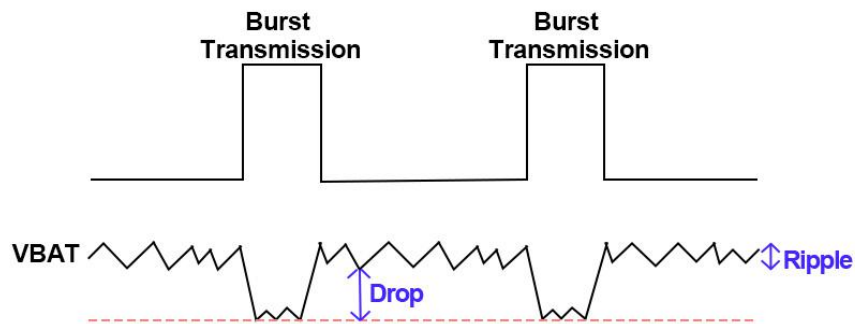 Burst
Transmission
Burst
Transmission
VBAT
Ripple
Drop